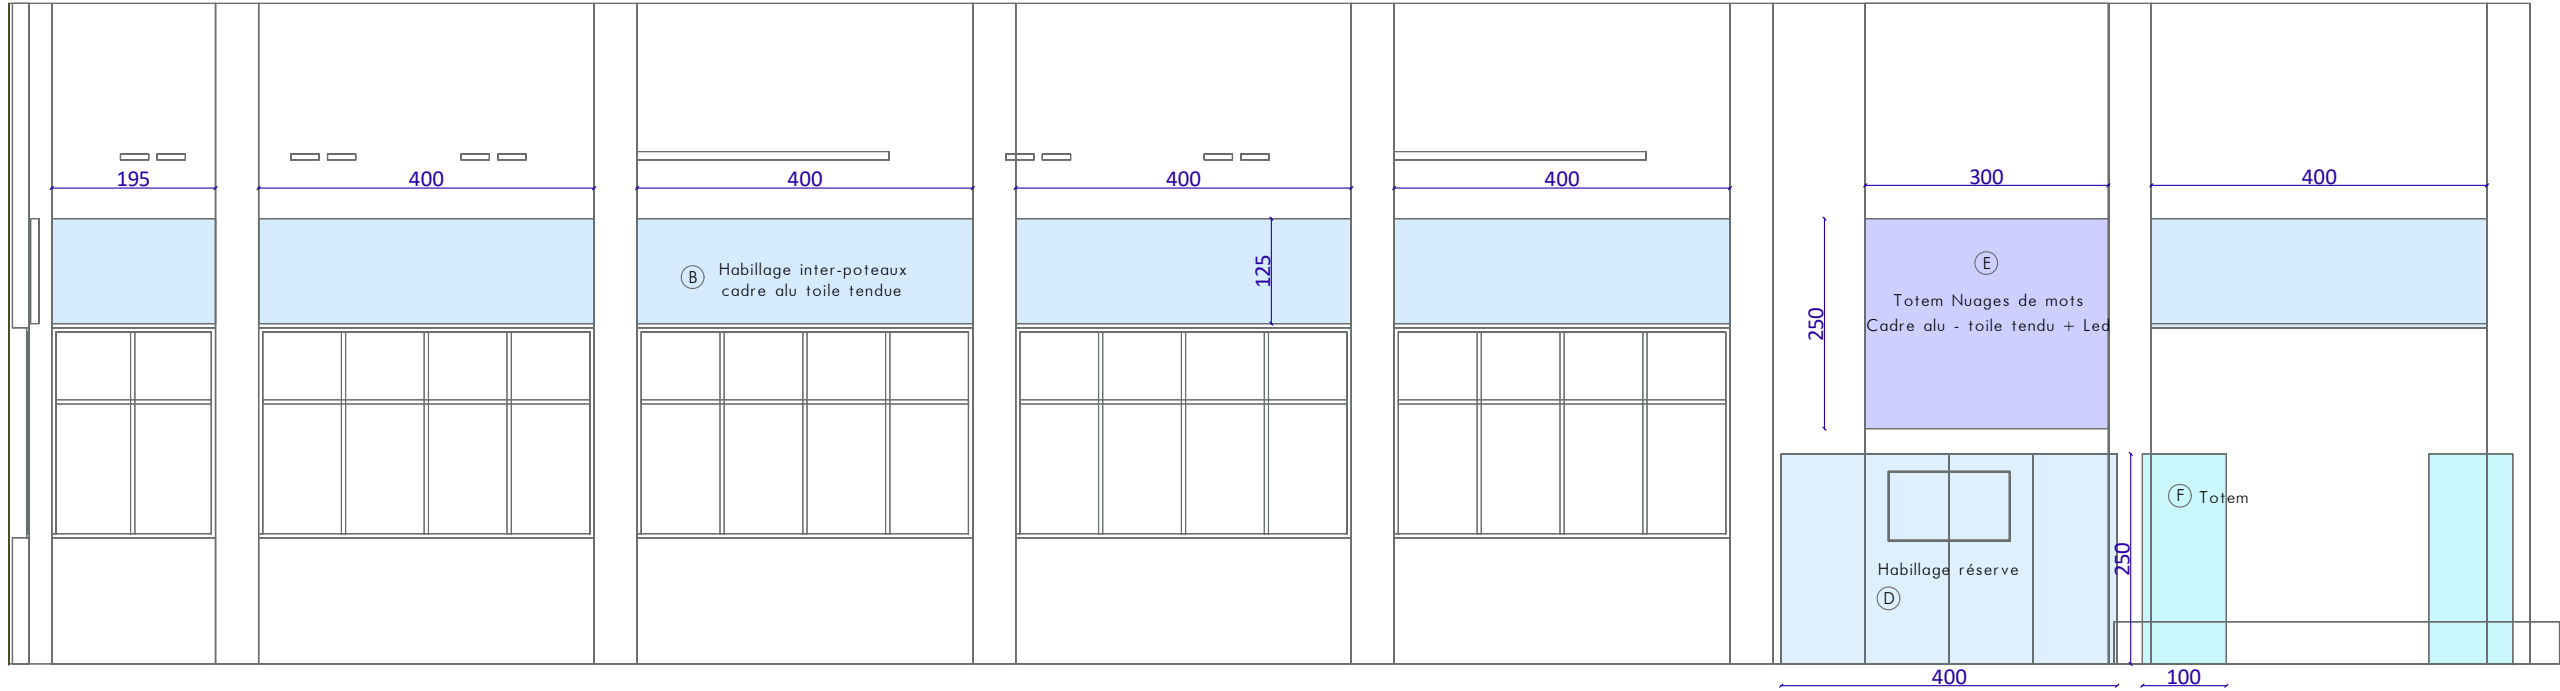 195
400
400
400
400
300
400
B
Habillage inter-poteaux
cadre alu toile tendue
125
250
E
Totem Nuages de mots
Cadre alu - toile tendu + Led
F Totem
Habillage réserve
D
250
400
100